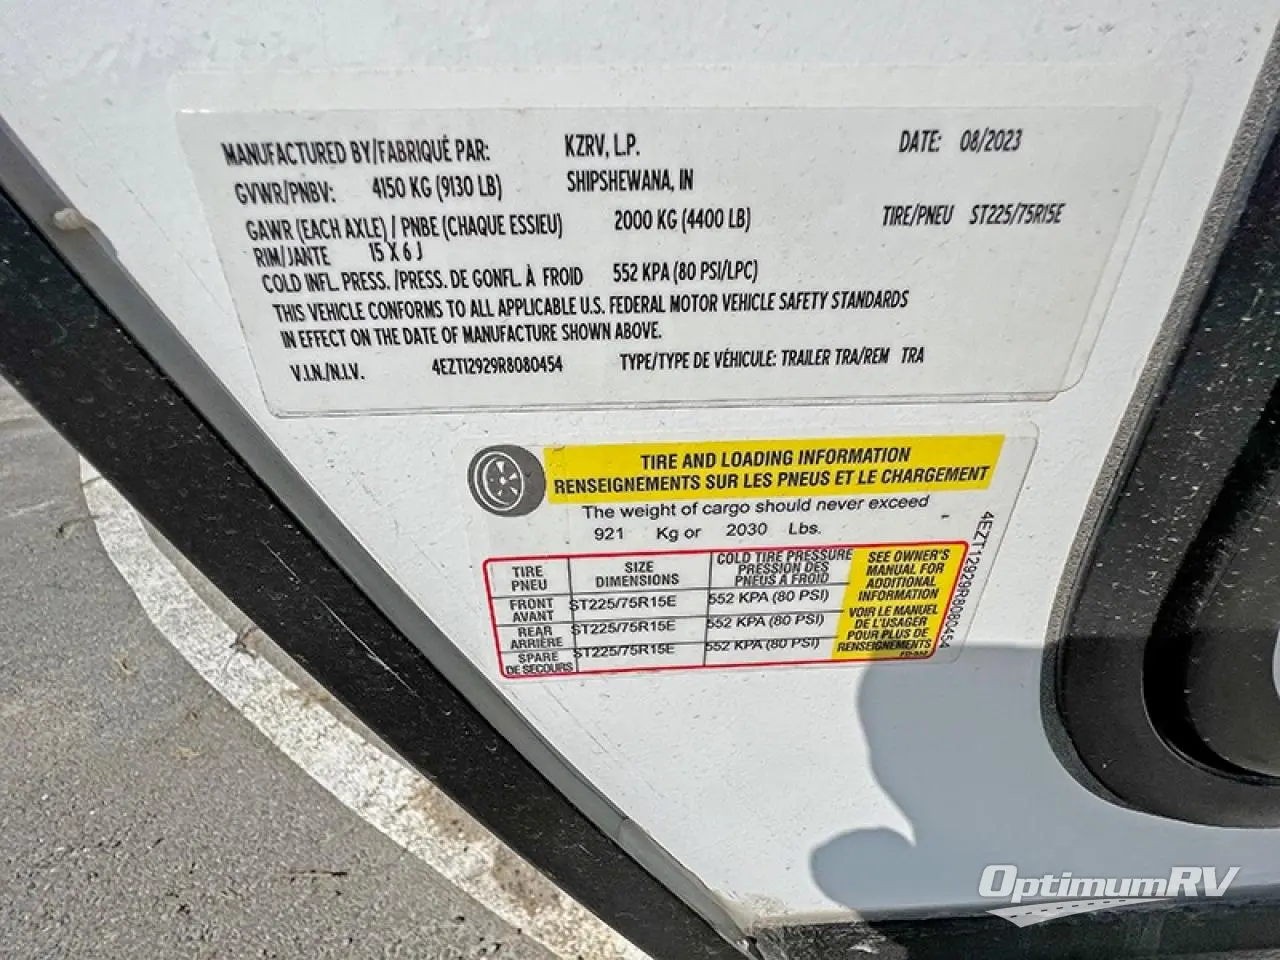 MANUFACTURED BY/FABRIQUÉ PAR: KZRV, L.P. DATE: 08/2023
GVWR/PNBV: 4150 KG (9130 LB) SHIPSHEWANA, IN
GAWR (EACH AXLE) / PNBE (CHAQUE ESSIEU) 2000 KG (4400 LB) TIRE/PNEU ST225/75R15E
RIM/JANTE 15 X 6 J
COLD INFL. PRESS. /PRESS. DE GONFL. À FROID 552 KPA (80 PSI/LPC)
THIS VEHICLE CONFORMS TO ALL APPLICABLE U.S. FEDERAL MOTOR VEHICLE SAFETY STANDARDS
IN EFFECT ON THE DATE OF MANUFACTURE SHOWN ABOVE.
V.I.N./N.I.V. 4EZT12929R8080454 TYPE/TYPE DE VÉHICULE: TRAILER TRA/REM TRA
TIRE AND LOADING INFORMATION
RENSEIGNEMENTS SUR LES PNEUS ET LE CHARGEMENT
The weight of cargo should never exceed
921 Kg or 2030 Lbs.
TIRE
PNEU
SIZE
DIMENSIONS
COLD TIRE PRESSURE
PRESSION DES
PNEUS À FROID
FRONT
AVANT
ST225/75R15E
552 KPA (80 PSI)
REAR
ARRIÈRE
ST225/75R15E
552 KPA (80 PSI)
SPARE
DE SECOURS
ST225/75R15E
552 KPA (80 PSI)
SEE OWNER'S
MANUAL FOR
ADDITIONAL
INFORMATION
VOIR LE MANUEL
DE L'USAGER
POUR PLUS DE
RENSEIGNEMENTS
4EZT12929R8080454
OptimumRV